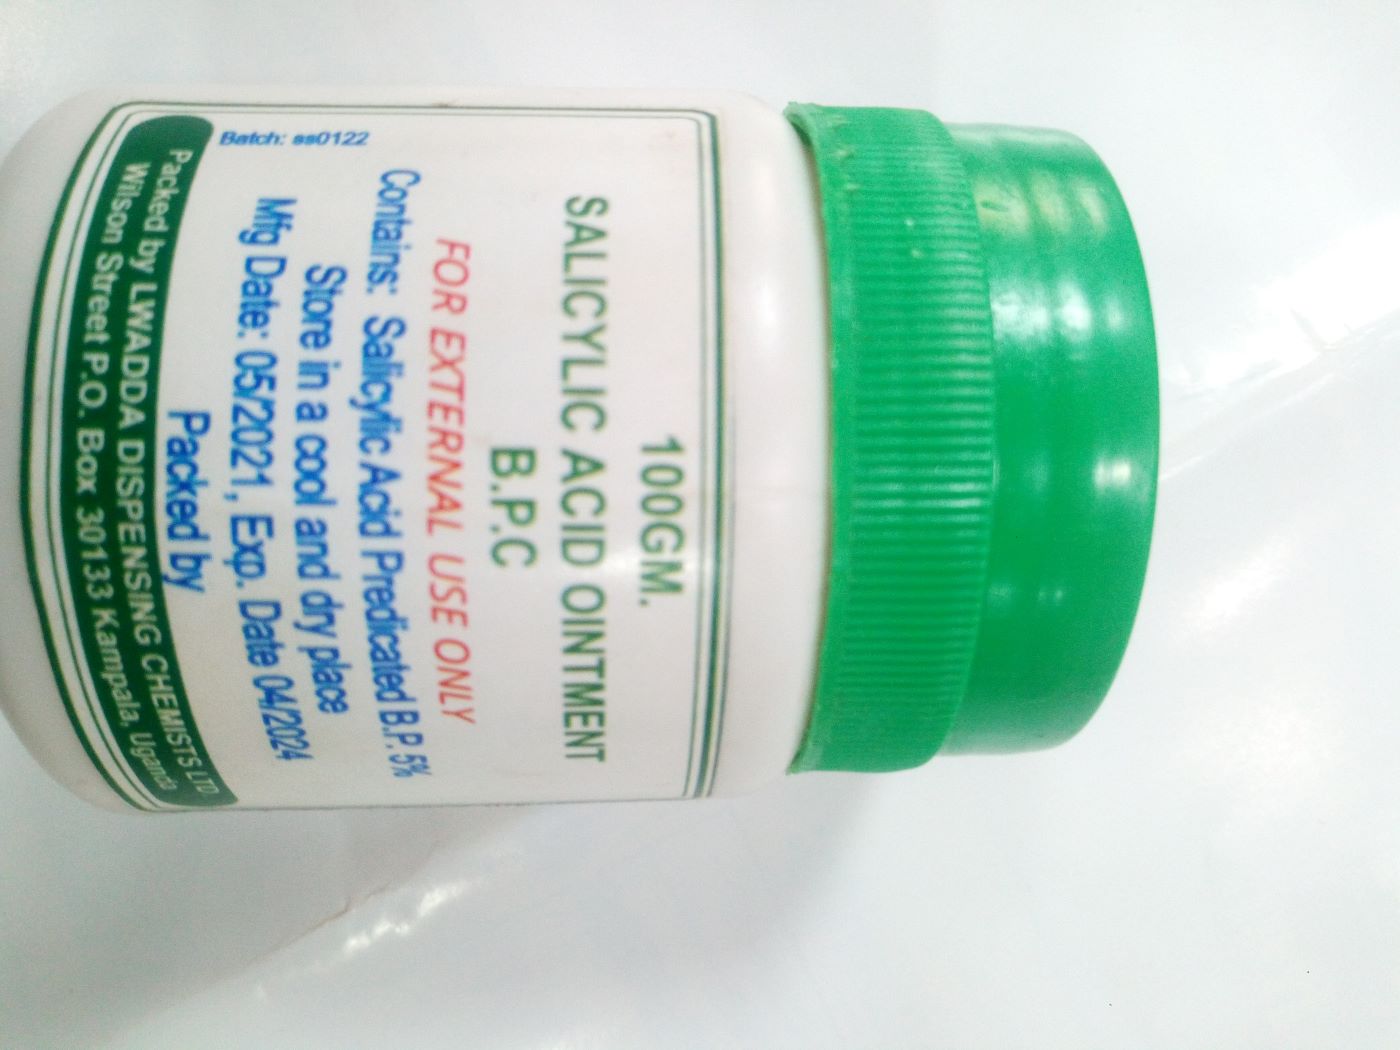 100GM.
SALICYLIC ACID OINTMENT
B.P.C
FOR EXTERNAL USE ONLY
Contains: Salicylic Acid Predicated B.P. 5%
Store in a cool and dry place
Mfg Date: 05/2021, Exp. Date 04/2024
Batch: ss0122
Packed by
Packed by LWADDA DISPENSING CHEMISTS LTD
Wilson Street P.O. Box 30133 Kampala, Uganda